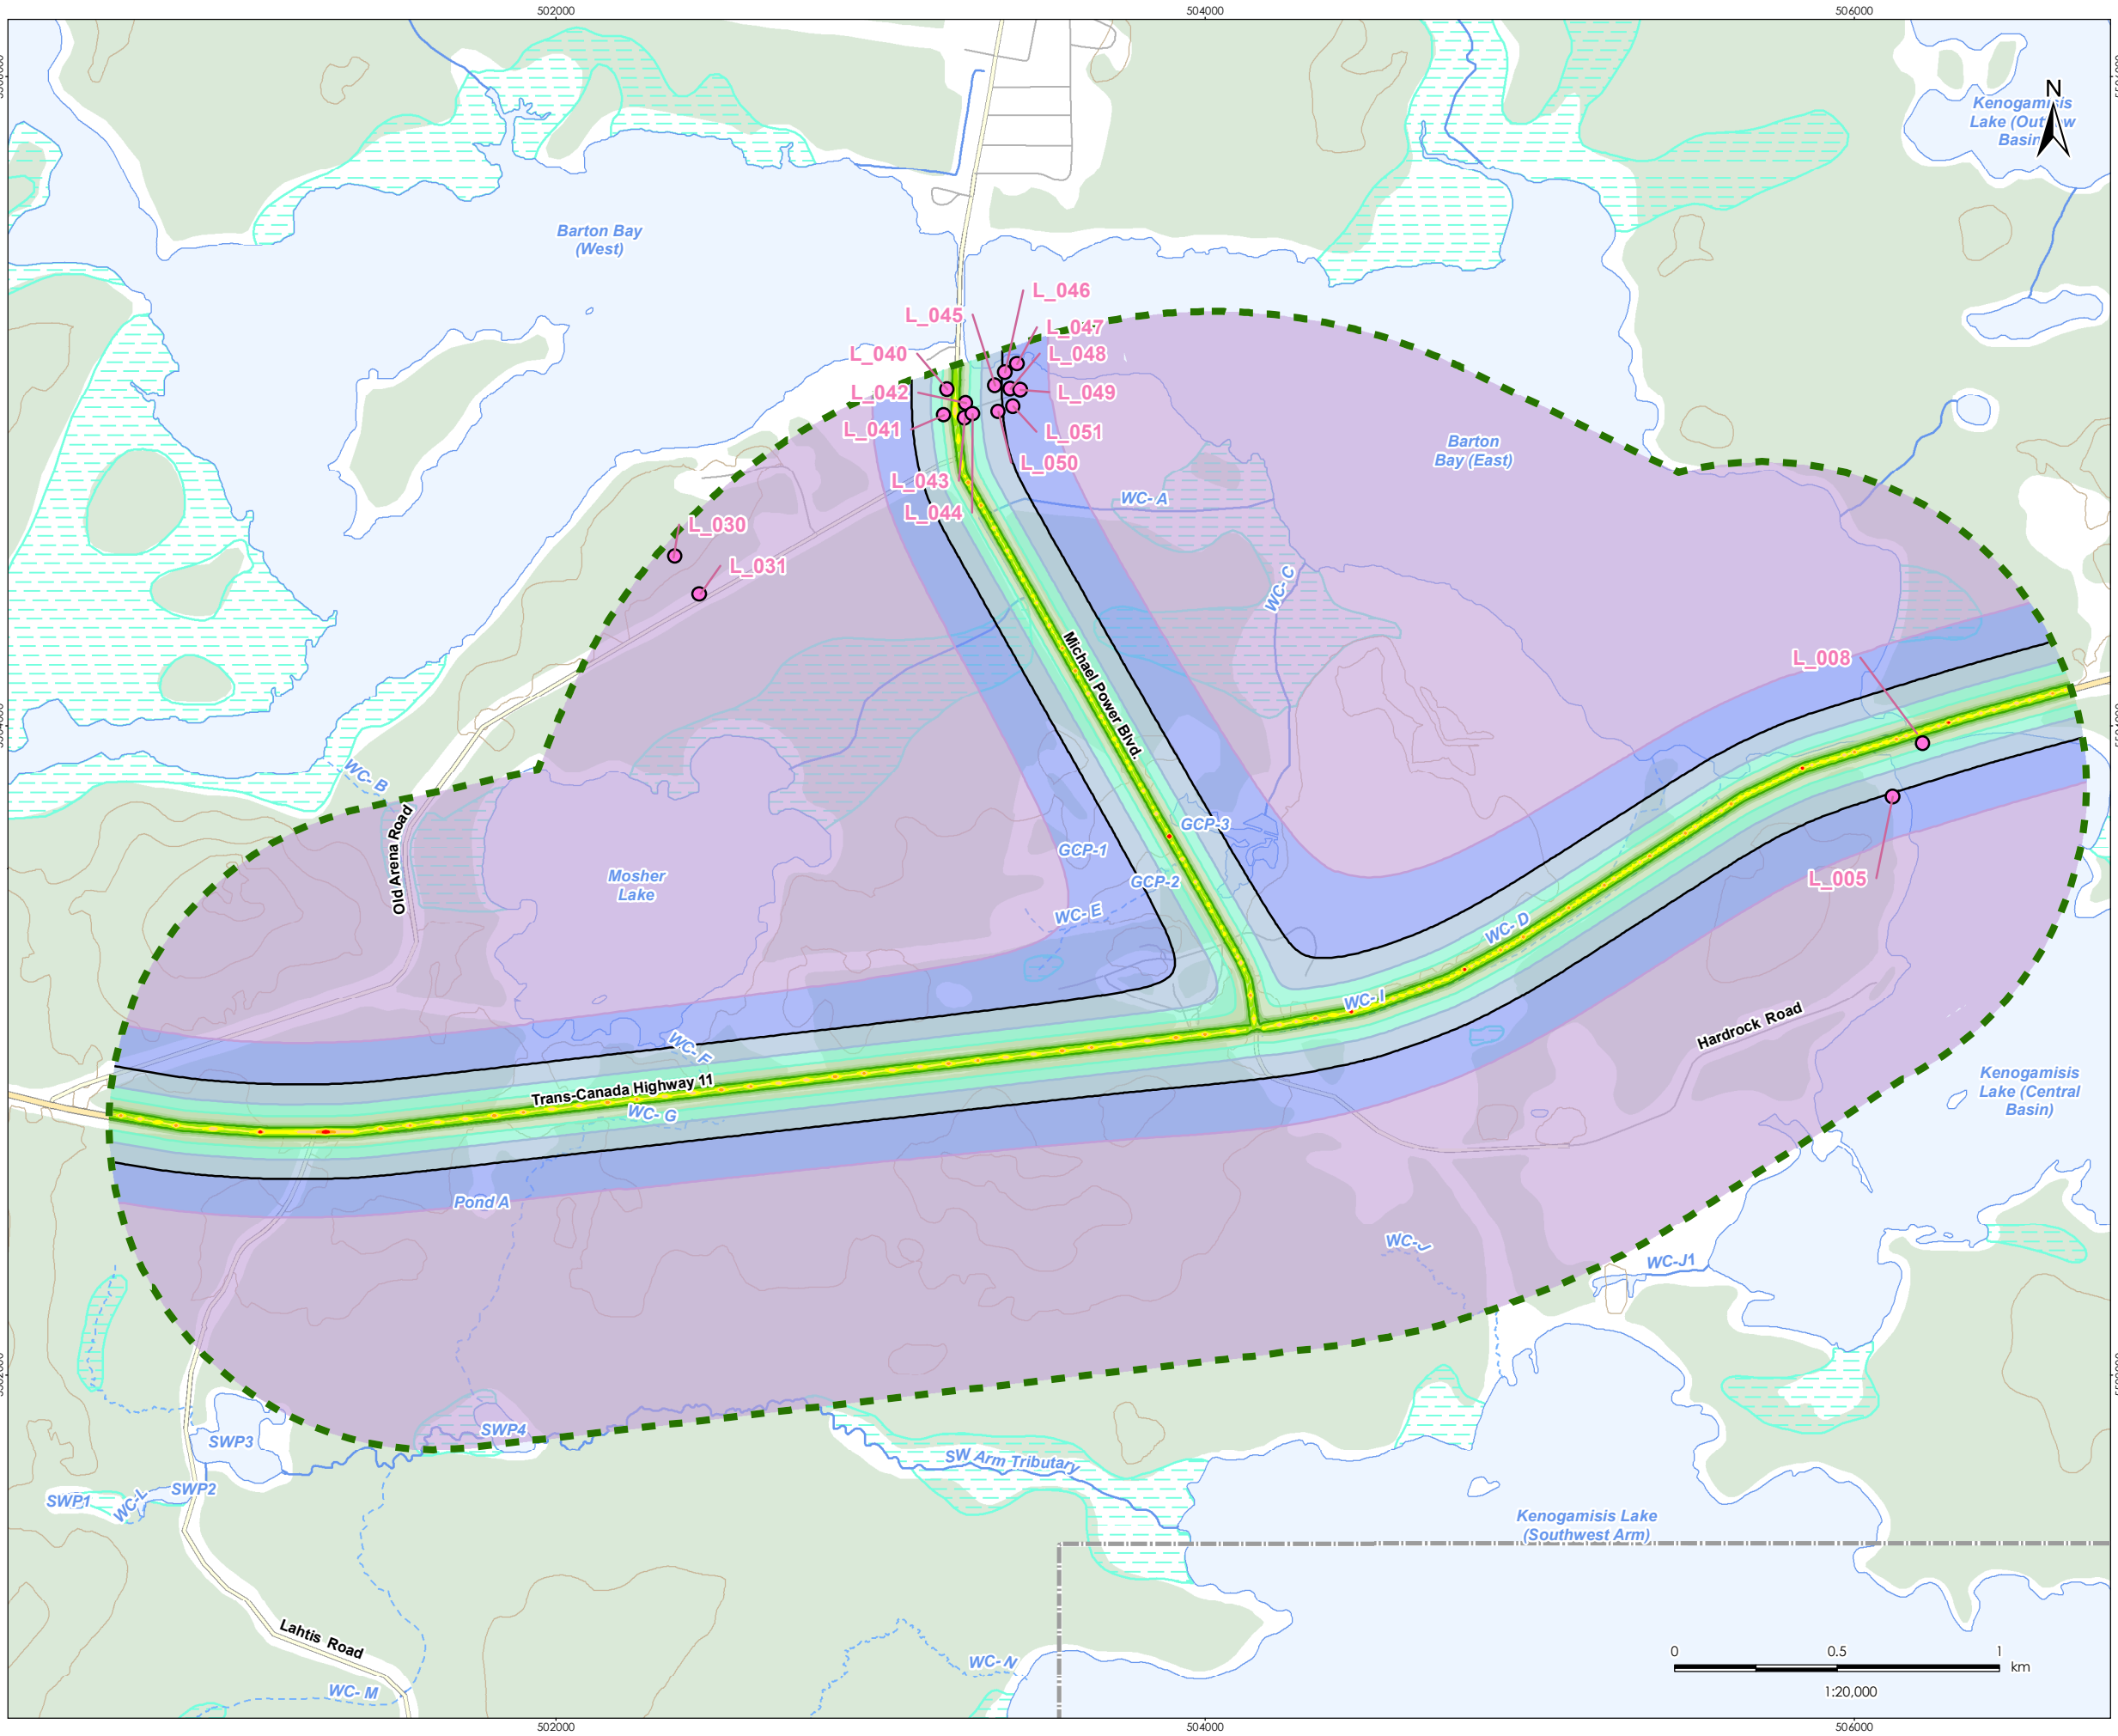 502000
504000
506000
N
Kenogamisis
Barton Bay
(West)
L_046
L_045
L_047
L_040
L_048
L_042
L_049
L_041
L_051
Barton
Bay (East)
L_050
L_043
WC- A
L_044
L_030
L_031
WC- C
Michael Power Blvd.
L_008
WC- B
Old Arena Road
GCP-3
GCP-1
Mosher
Lake
GCP-2
L_005
WC- E
WC- D
WC- I
Hardrock Road
WC- F
Trans-Canada Highway 11
WC- G
Kenogamisis
Lake (Central
Basin)
Pond A
WC-J
WC-J1
SWP4
SWP3
SW Arm Tributary
SWP2
SWP1
WC-L
Kenogamisis Lake
(Southwest Arm)
Lahtis Road
WC- N
WC- M
0
0.5
1
km
1:20,000
502000
504000
506000